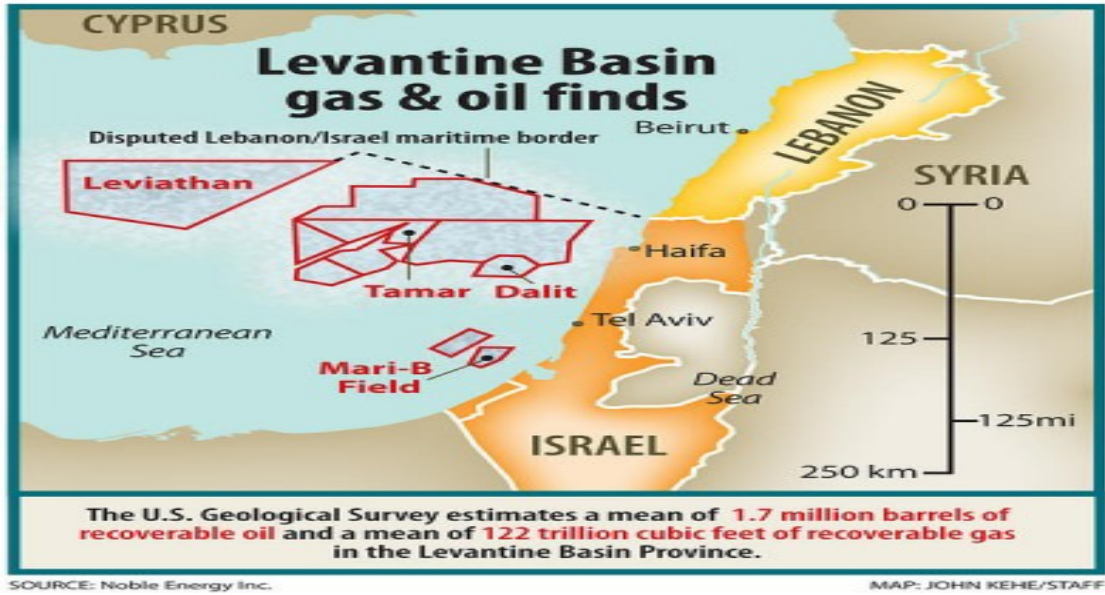 CYPRUS
Levantine Basin
gas & oil finds
Disputed Lebanon/Israel maritime border
Beirut
LEBANON
Leviathan
SYRIA
0
0
Haifa
Tamar
Dalit
Mediterranean
Sea
Tel Aviv
125
Mari-B
Field
Dead
Sea
125mi
ISRAEL
250 km
The U.S. Geological Survey estimates a mean of 1.7 million barrels of
recoverable oil and a mean of 122 trillion cubic feet of recoverable gas
in the Levantine Basin Province.
SOURCE: Noble Energy Inc.
MAP: JOHN KEHE/STAFF